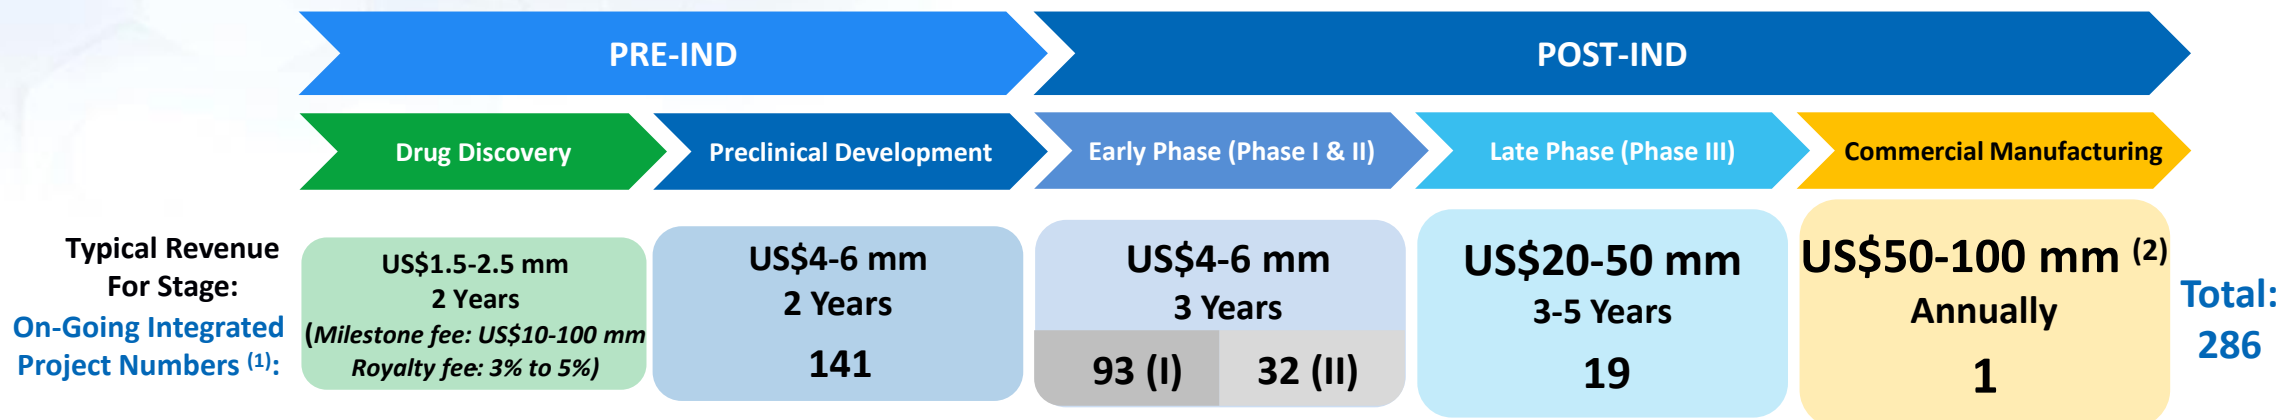 PRE-IND
POST-IND
Drug Discovery
Preclinical Development
Early Phase (Phase I & II)
Late Phase (Phase III)
Commercial Manufacturing
Typical Revenue
For Stage:
On-Going Integrated
Project Numbers (1):
US$1.5-2.5 mm
2 Years
(Milestone fee: US$10-100 mm
Royalty fee: 3% to 5%)
US$4-6 mm
2 Years
141
US$4-6 mm
3 Years
93 (I)
32 (II)
US$20-50 mm
3-5 Years
19
US$50-100 mm (2)
Annually
1
Total:
286